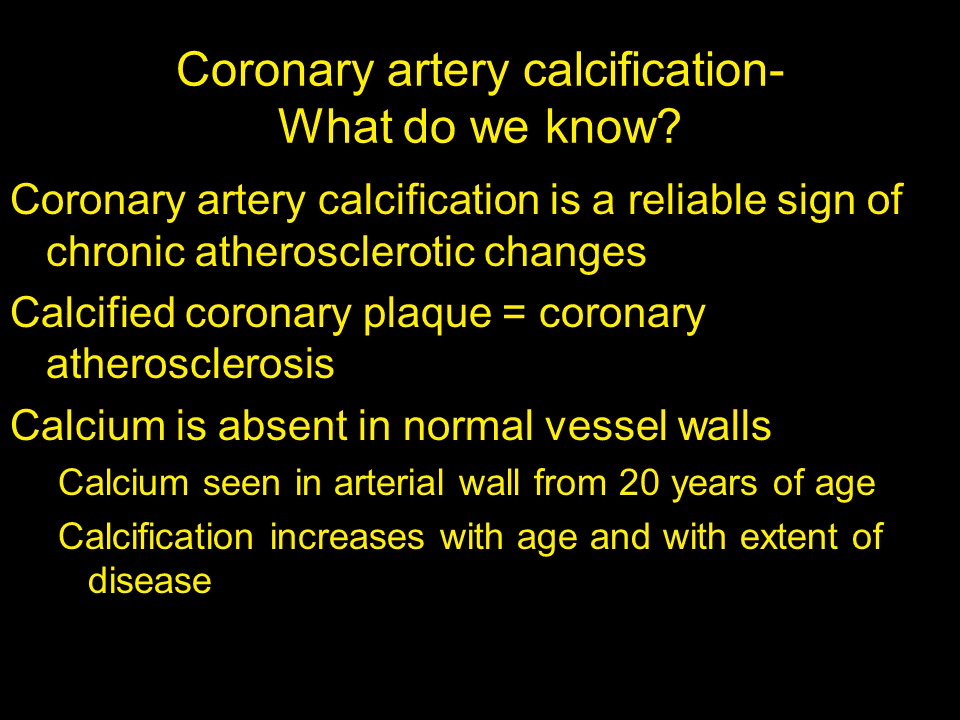 Coronary artery calcification-
What do we know?
Coronary artery calcification is a reliable sign of
chronic atherosclerotic changes
Calcified coronary plaque = coronary
atherosclerosis
Calcium is absent in normal vessel walls
Calcium seen in arterial wall from 20 years of age
Calcification increases with age and with extent of
disease